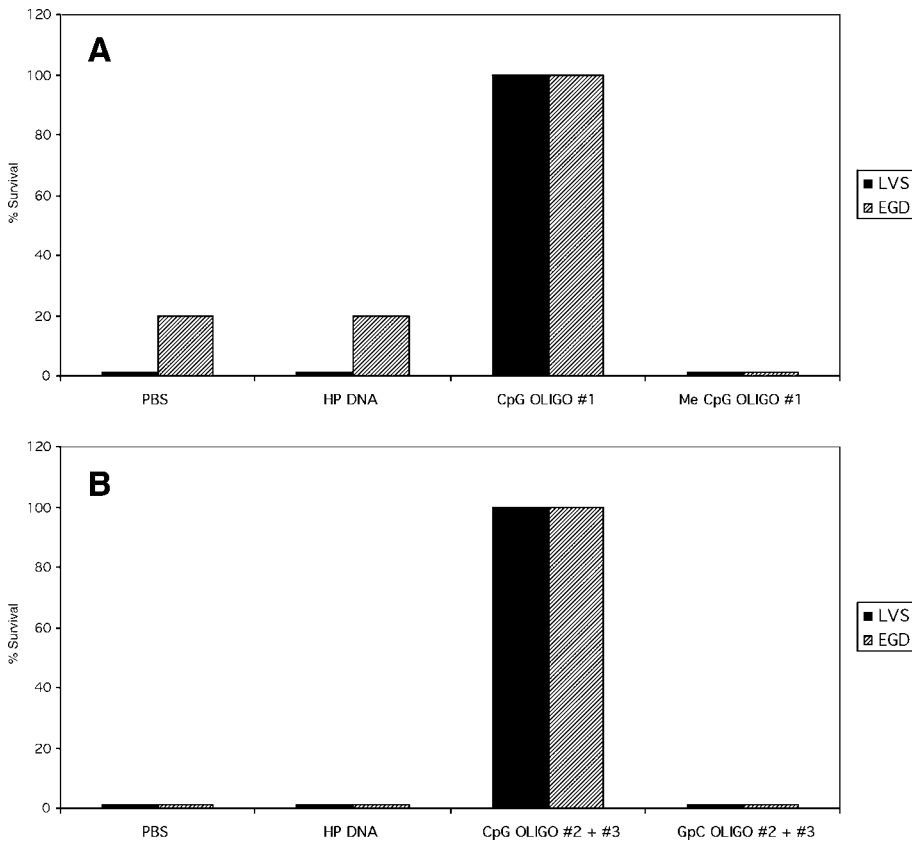 A
120
100
80
60
40
20
0
% Survival
PBS
HP DNA
CpG OLIGO #1
Me CpG OLIGO #1
LVS
EGD
B
120
100
80
60
40
20
0
% Survival
PBS
HP DNA
CpG OLIGO #2 + #3
GpC OLIGO #2 + #3
LVS
EGD